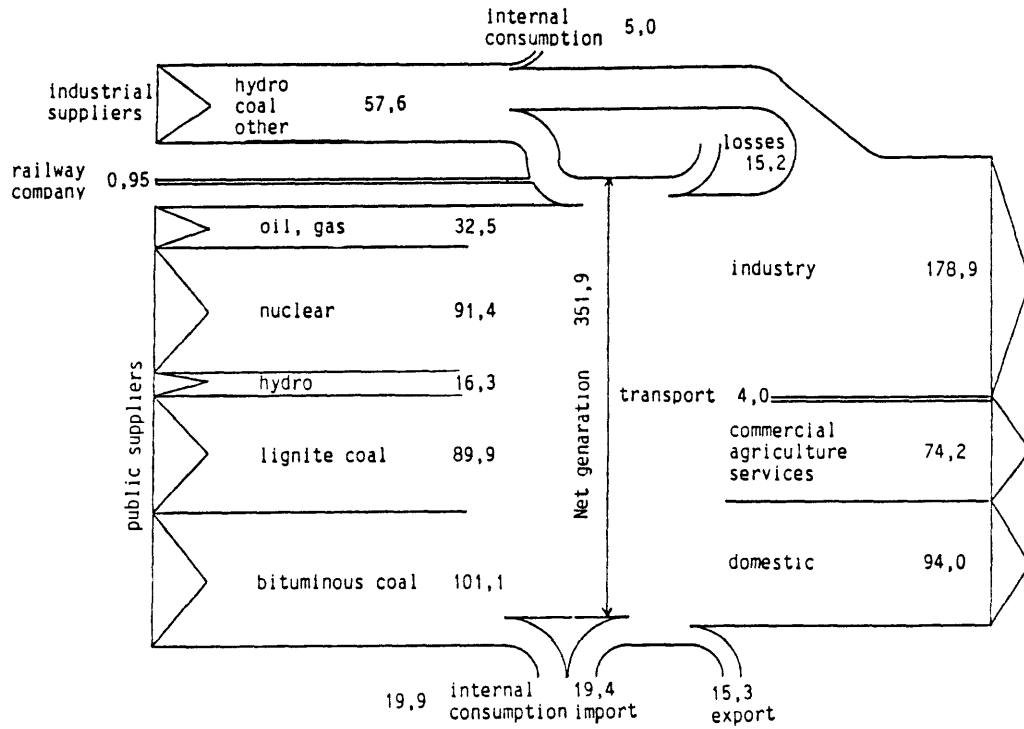 internal
consumption 5,0
industrial
suppliers
hydro
coal 57,6
other
losses
15,2
railway
company 0,95
oil, gas 32,5
nuclear 91,4
hydro 16,3
lignite coal 89,9
bituminous coal 101,1
public suppliers
Net genaration 351,9
industry 178,9
transport 4,0
commercial
agriculture 74,2
services
domestic 94,0
19,9 internal
consumption
19,4
import
15,3
export